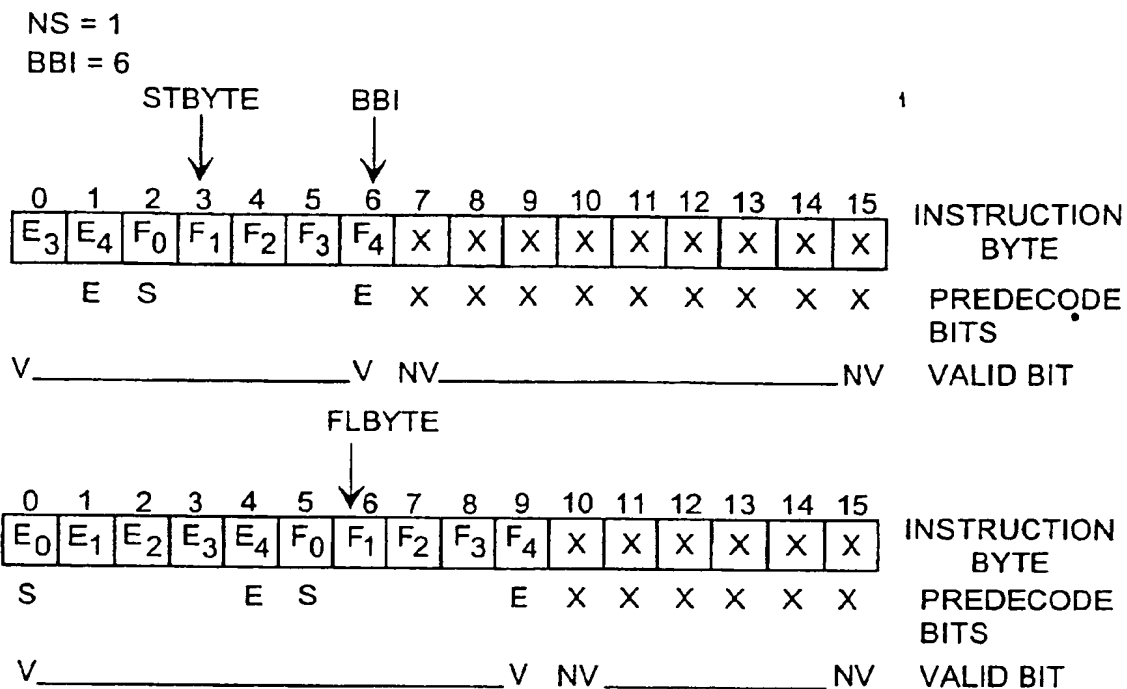 NS = 1
BBI = 6
STBYTE BBI
0 1 2 3 4 5 6 7 8 9 10 11 12 13 14 15
E3 E4 F0 F1 F2 F3 F4 X X X X X X X X X
INSTRUCTION
BYTE
E S E X X X X X X X X X
PREDECODE
BITS
V V NV NV VALID BIT
FLBYTE
0 1 2 3 4 5 6 7 8 9 10 11 12 13 14 15
E0 E1 E2 E3 E4 F0 F1 F2 F3 F4 X X X X X X
INSTRUCTION
BYTE
S E S E X X X X X X
PREDECODE
BITS
V V NV NV VALID BIT